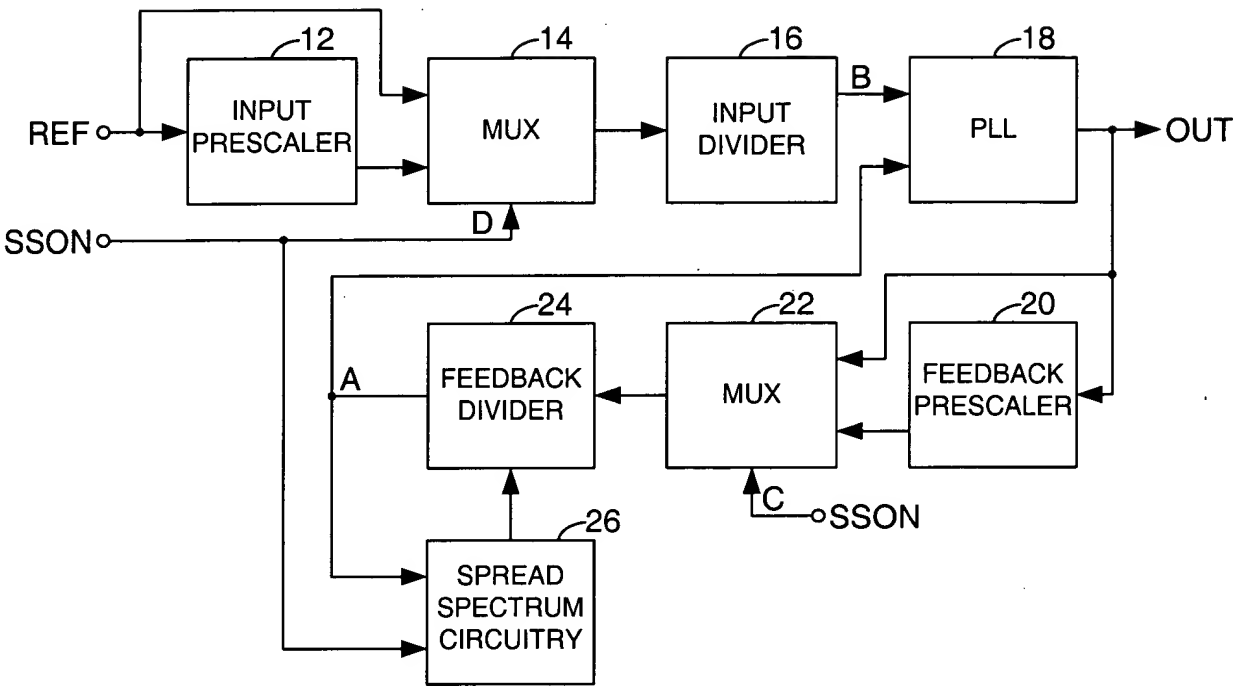 12
14
16
18
REF
INPUT
PRESCALER
MUX
INPUT
DIVIDER
B
PLL
OUT
SSON
D
24
22
20
A
FEEDBACK
DIVIDER
MUX
FEEDBACK
PRESCALER
C
SSON
26
SPREAD
SPECTRUM
CIRCUITRY